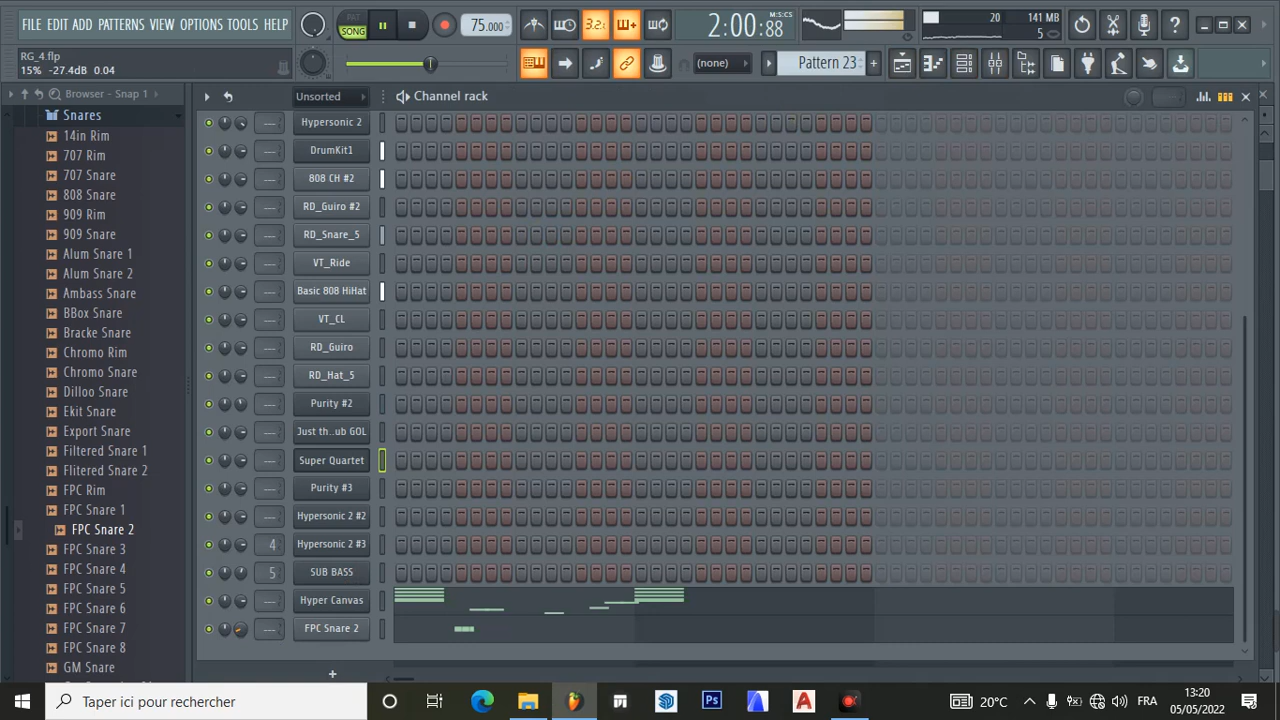 FILE EDIT ADD PATTERNS VIEW OPTIONS TOOLS HELP
RG_4.flp
15% -27.4dB 0.04
PAT
SONG
75.000
3.2.
2:00:88
M:S:CS
20
141 MB
5
(none)
Pattern 23
Browser - Snap 1
Unsorted
Channel rack
Snares
14in Rim
707 Rim
707 Snare
808 Snare
909 Rim
909 Snare
Alum Snare 1
Alum Snare 2
Ambass Snare
BBox Snare
Bracke Snare
Chromo Rim
Chromo Snare
Dilloo Snare
Ekit Snare
Export Snare
Filtered Snare 1
Flitered Snare 2
FPC Rim
FPC Snare 1
FPC Snare 2
FPC Snare 3
FPC Snare 4
FPC Snare 5
FPC Snare 6
FPC Snare 7
FPC Snare 8
GM Snare
Hypersonic 2
DrumKit1
808 CH #2
RD_Guiro #2
RD_Snare_5
VT_Ride
Basic 808 HiHat
VT_CL
RD_Guiro
RD_Hat_5
Purity #2
Just th...ub GOL
Super Quartet
Purity #3
Hypersonic 2 #2
4 Hypersonic 2 #3
5 SUB BASS
Hyper Canvas
FPC Snare 2
Taper ici pour rechercher
Ps
A
20°C
FRA
13:20
05/05/2022